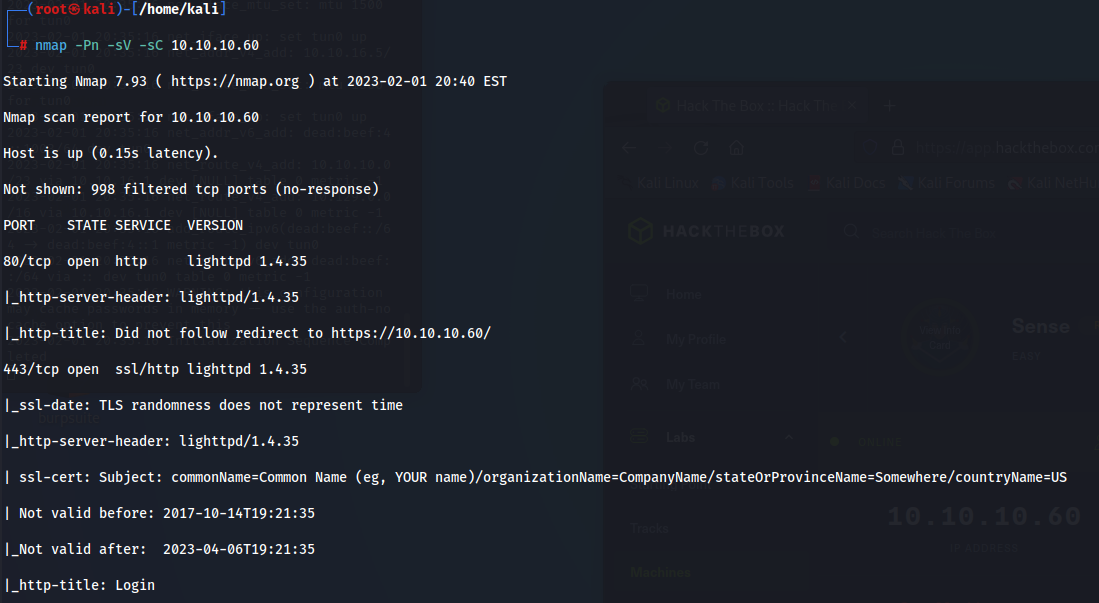 (root㉿kali)-[/home/kali]
# nmap -Pn -sV -sC 10.10.10.60
Starting Nmap 7.93 ( https://nmap.org ) at 2023-02-01 20:40 EST
Nmap scan report for 10.10.10.60
Host is up (0.15s latency).
Not shown: 998 filtered tcp ports (no-response)
PORT    STATE SERVICE  VERSION
80/tcp  open  http     lighttpd 1.4.35
|_http-server-header: lighttpd/1.4.35
|_http-title: Did not follow redirect to https://10.10.10.60/
443/tcp open  ssl/http lighttpd 1.4.35
|_ssl-date: TLS randomness does not represent time
|_http-server-header: lighttpd/1.4.35
| ssl-cert: Subject: commonName=Common Name (eg, YOUR name)/organizationName=CompanyName/stateOrProvinceName=Somewhere/countryName=US
| Not valid before: 2017-10-14T19:21:35
|_Not valid after:  2023-04-06T19:21:35
|_http-title: Login
Hack The Box :: Hack The
hackthebox.co
Kali Linux
Kali Tools
Kali Docs
Kali Forums
Kali NetHu
HACKTHEBOX
Search Hack The Box
Home
My Profile
My Team
Labs
Tracks
Machines
Sense
EASY
ONLINE
10.10.10.60
IP ADDRESS